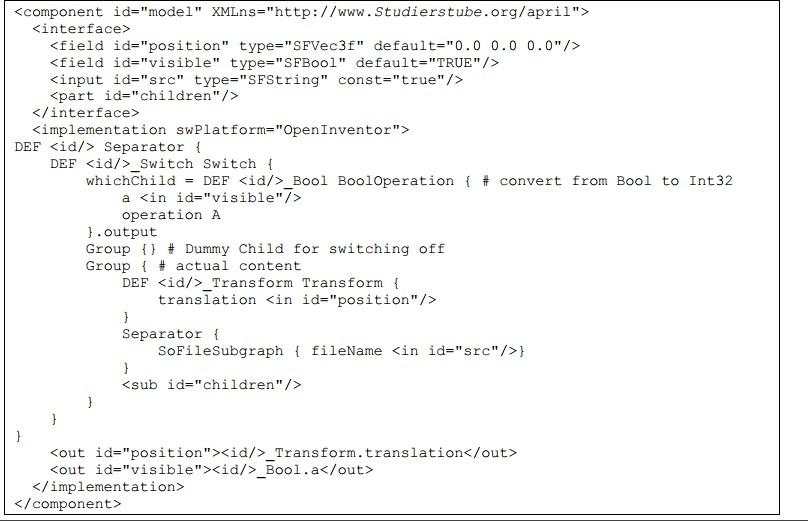 <component id="model" XMLns="http://www.Studierstube.org/april">
<interface>
<field id="position" type="SFVec3f" default="0.0 0.0 0.0"/>
<field id="visible" type="SFBool" default="TRUE"/>
<input id="src" type="SFString" const="true"/>
<part id="children"/>
</interface>
<implementation swPlatform="OpenInventor">
DEF <id/> Separator {
DEF <id/>_Switch Switch {
whichChild = DEF <id/>_Bool BoolOperation { # convert from Bool to Int32
a <in id="visible"/>
operation A
}.output
Group {} # Dummy Child for switching off
Group { # actual content
DEF <id/>_Transform Transform {
translation <in id="position"/>
}
Separator {
SoFileSubgraph { fileName <in id="src"/>}
}
<sub id="children"/>
}
}
}
<out id="position"><id/>_Transform.translation</out>
<out id="visible"><id/>_Bool.a</out>
</implementation>
</component>